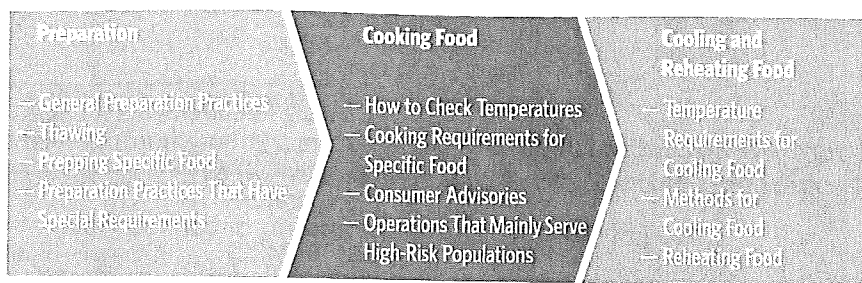 Preparation
— General Preparation Practices
— Thawing
— Prepping Specific Food
— Preparation Practices That Have
Special Requirements
Cooking Food
— How to Check Temperatures
— Cooking Requirements for
Specific Food
— Consumer Advisories
— Operations That Mainly Serve
High-Risk Populations
Cooling and
Reheating Food
— Temperature
Requirements for
Cooling Food
— Methods for
Cooling Food
— Reheating Food